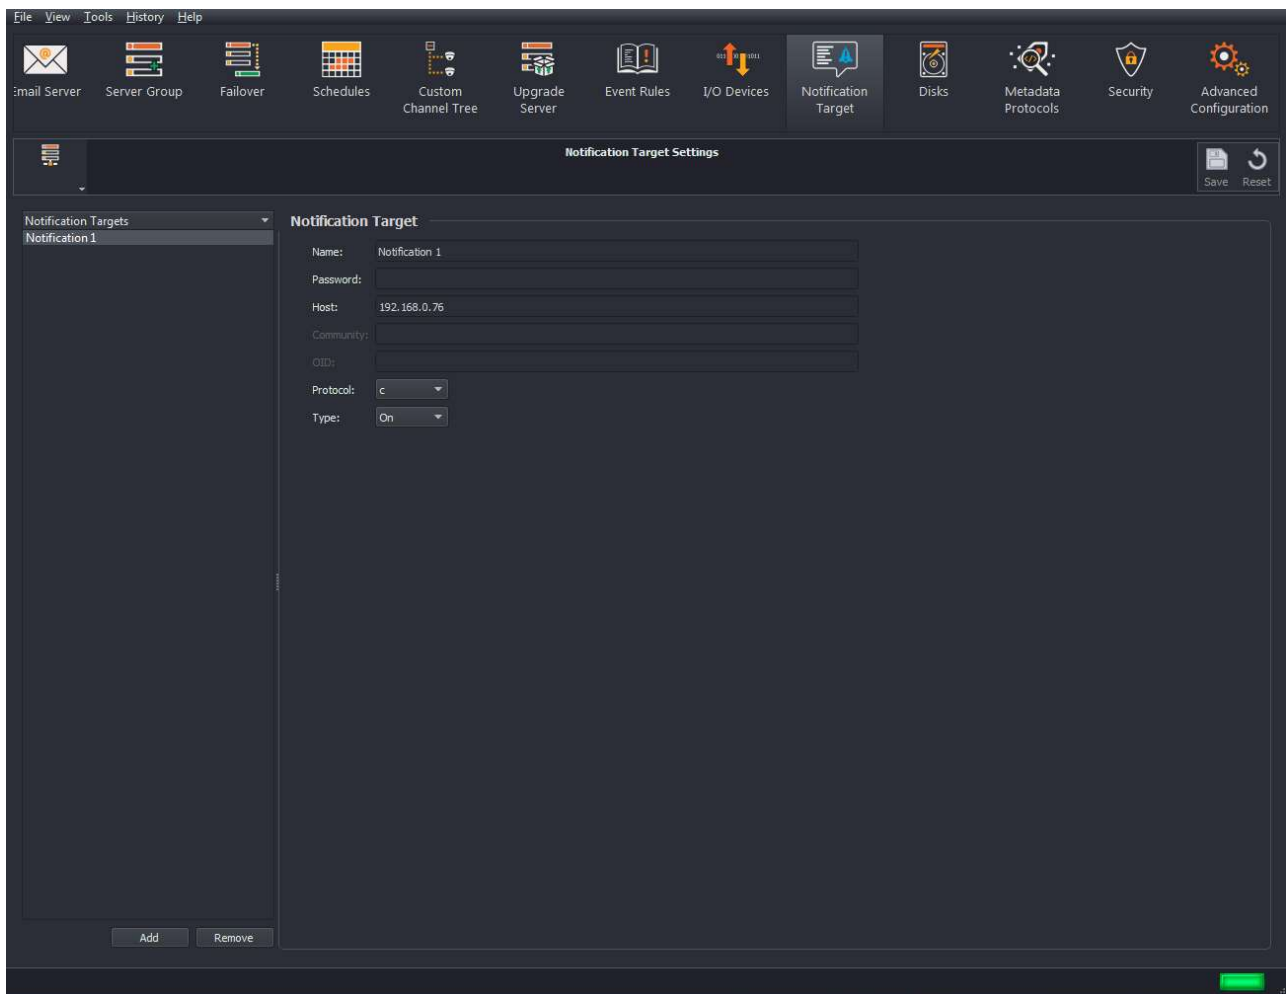 File View Tools History Help
Email Server
Server Group
Failover
Schedules
Custom
Channel Tree
Upgrade
Server
Event Rules
I/O Devices
Notification
Target
Disks
Metadata
Protocols
Security
Advanced
Configuration
Notification Target Settings
Save Reset
Notification Targets
Notification 1
Notification Target
Name: Notification 1
Password:
Host: 192.168.0.76
Community:
OID:
Protocol: c
Type: On
Add Remove